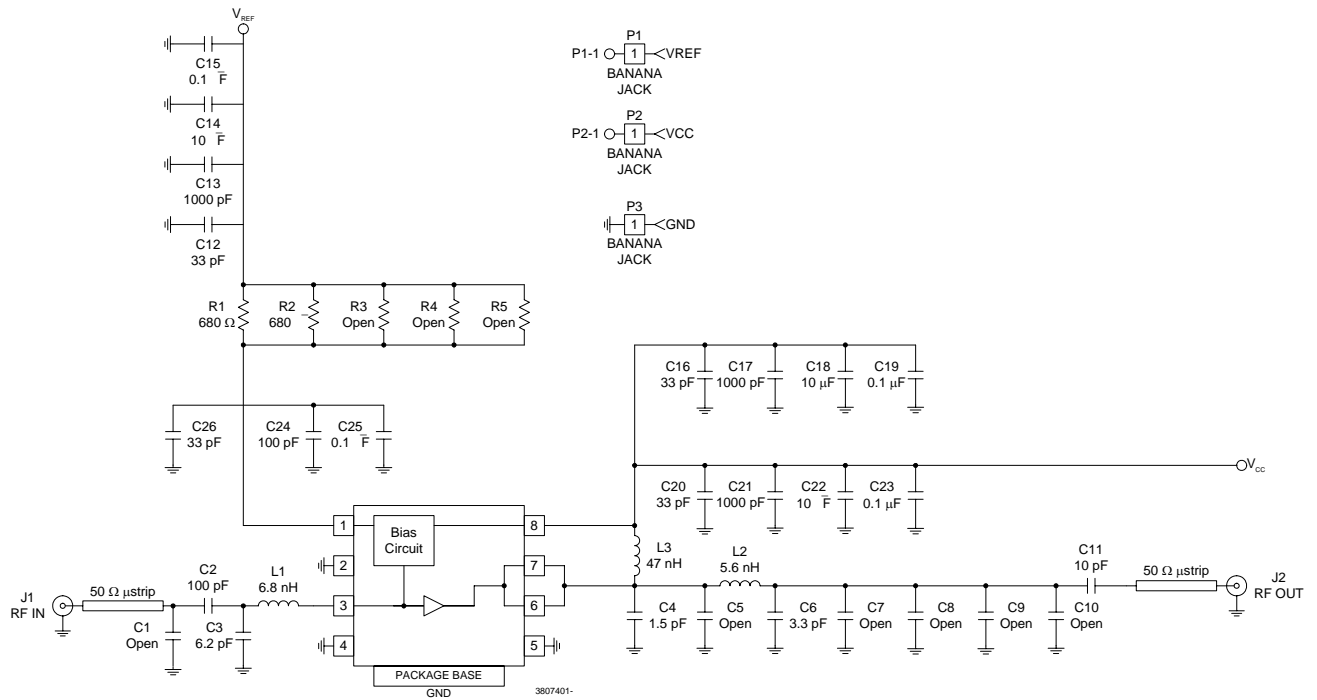 V_REF
C15
0.1 F̅
C14
10 F̅
C13
1000 pF
C12
33 pF
P1
P1-1 1 VREF
BANANA
JACK
P2
P2-1 1 VCC
BANANA
JACK
P3
1 GND
BANANA
JACK
R1
680 Ω
R2
680 –
R3
Open
R4
Open
R5
Open
C16
33 pF
C17
1000 pF
C18
10 µF
C19
0.1 µF
C26
33 pF
C24
100 pF
C25
0.1 F̅
C20
33 pF
C21
1000 pF
C22
10 F̅
C23
0.1 µF
V_CC
1
Bias
Circuit
8
2
7
3
6
4
5
PACKAGE BASE
GND
3807401-
J1
RF IN
50 Ω µstrip
C1
Open
C2
100 pF
C3
6.2 pF
L1
6.8 nH
L3
47 nH
L2
5.6 nH
C4
1.5 pF
C5
Open
C6
3.3 pF
C7
Open
C8
Open
C9
Open
C10
Open
C11
10 pF
50 Ω µstrip
J2
RF OUT